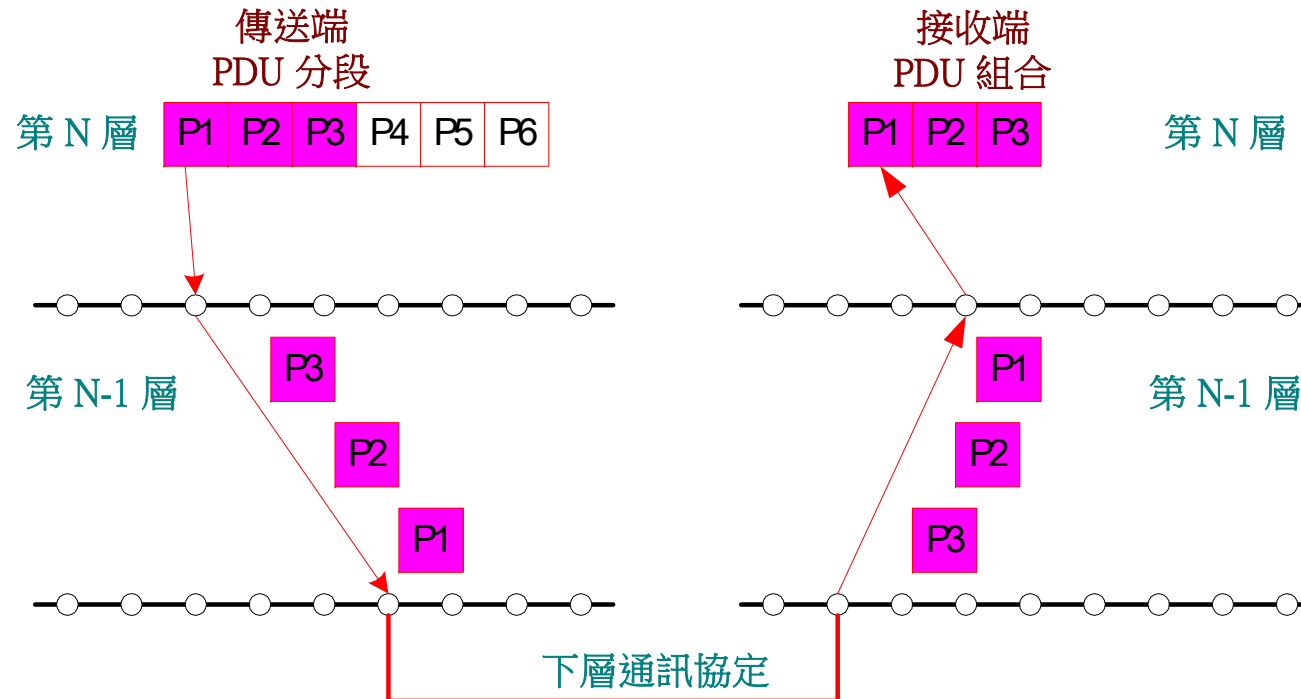 傳送端
PDU 分段
接收端
PDU 組合
第 N 層
P1 P2 P3 P4 P5 P6
P1 P2 P3
第 N 層
P3
P1
第 N-1 層
第 N-1 層
P2
P2
P1
P3
下層通訊協定